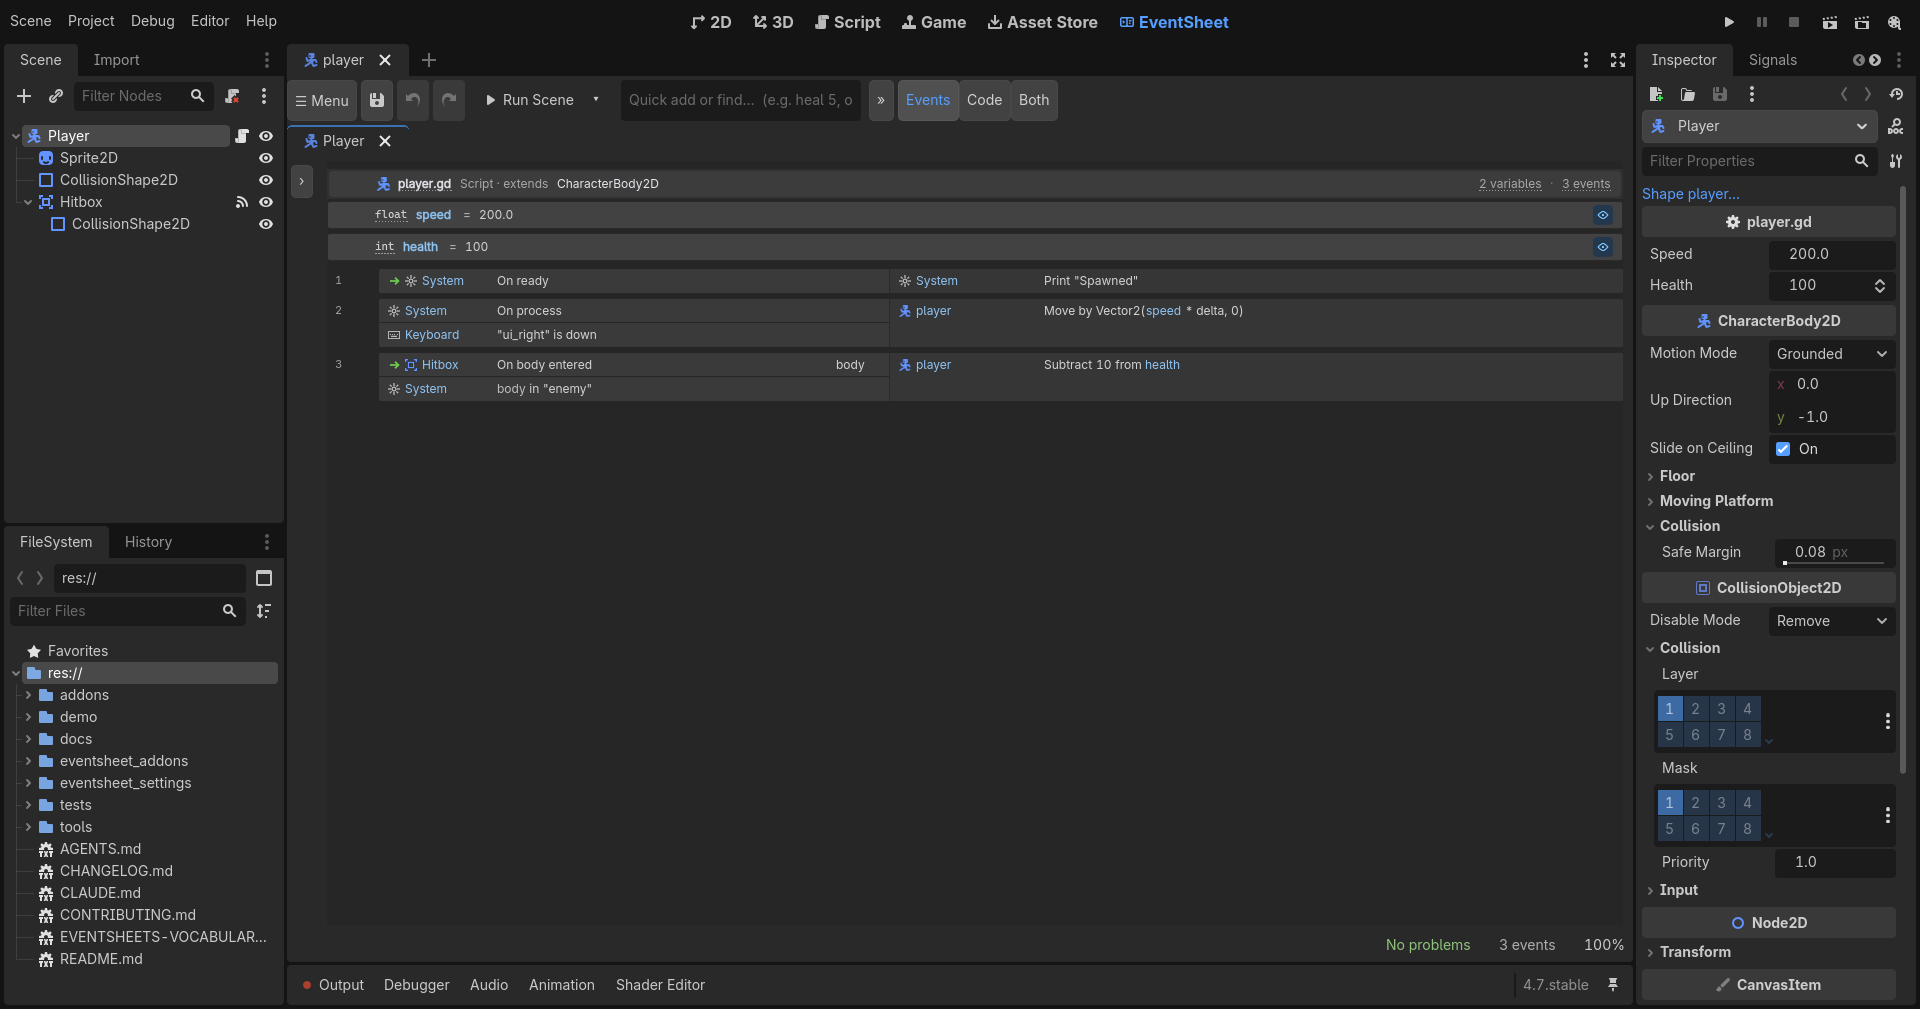 Scene Project Debug Editor Help
2D 3D Script Game Asset Store EventSheet
Scene Import
Filter Nodes
Player
Sprite2D
CollisionShape2D
Hitbox
CollisionShape2D
FileSystem History
res://
Filter Files
Favorites
res://
addons
demo
docs
eventsheet_addons
eventsheet_settings
tests
tools
AGENTS.md
CHANGELOG.md
CLAUDE.md
CONTRIBUTING.md
EVENTSHEETS-VOCABULAR...
README.md
player
Menu Run Scene Quick add or find... (e.g. heal 5, o » Events Code Both
Player
player.gd Script · extends CharacterBody2D 2 variables · 3 events
float speed = 200.0
int health = 100
1 System On ready System Print "Spawned"
2 System On process player Move by Vector2(speed * delta, 0)
Keyboard "ui_right" is down
3 Hitbox On body entered body player Subtract 10 from health
System body in "enemy"
No problems 3 events 100%
Output Debugger Audio Animation Shader Editor 4.7.stable
Inspector Signals
Player
Filter Properties
Shape player...
player.gd
Speed 200.0
Health 100
CharacterBody2D
Motion Mode Grounded
Up Direction x 0.0
y -1.0
Slide on Ceiling On
Floor
Moving Platform
Collision
Safe Margin 0.08 px
CollisionObject2D
Disable Mode Remove
Collision
Layer
1 2 3 4
5 6 7 8
Mask
1 2 3 4
5 6 7 8
Priority 1.0
Input
Node2D
Transform
CanvasItem